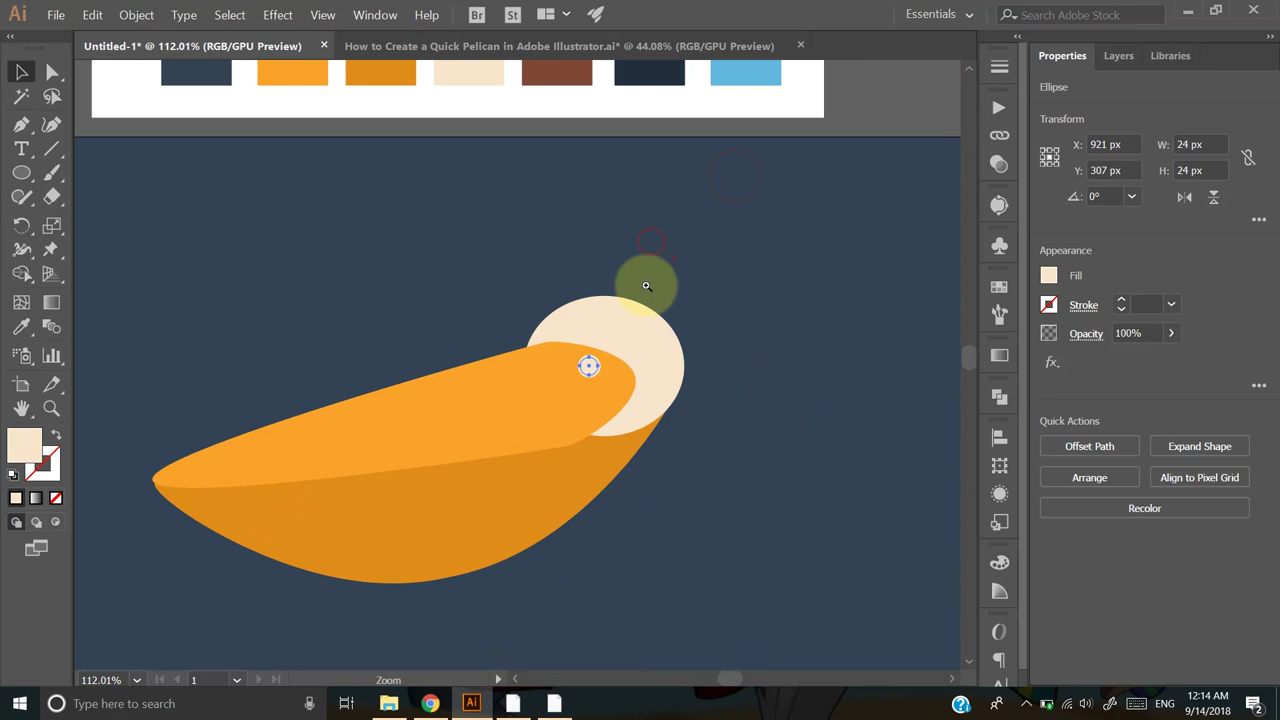 Ai File Edit Object Type Select Effect View Window Help Br St Essentials Search Adobe Stock
Untitled-1* @ 112.01% (RGB/GPU Preview) × How to Create a Quick Pelican in Adobe Illustrator.ai* @ 44.08% (RGB/GPU Preview) ×
Properties Layers Libraries
Ellipse
Transform
X: 921 px W: 24 px
Y: 307 px H: 24 px
0°
Appearance
Fill
Stroke
Opacity 100%
fx
Quick Actions
Offset Path Expand Shape
Arrange Align to Pixel Grid
Recolor
112.01% 1 Zoom
Type here to search
Ai
ENG
12:14 AM
9/14/2018
2